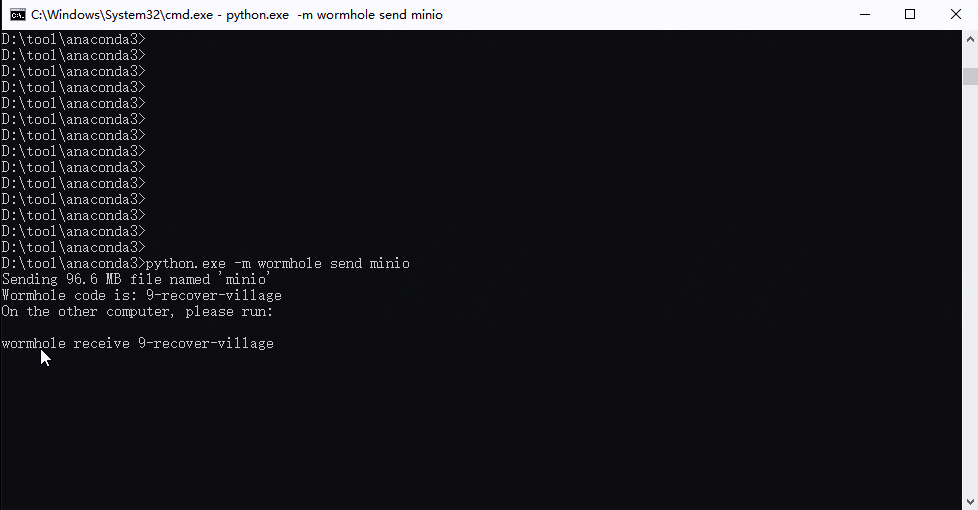 C:\Windows\System32\cmd.exe - python.exe  -m wormhole send minio
D:\tool\anaconda3>
D:\tool\anaconda3>
D:\tool\anaconda3>
D:\tool\anaconda3>
D:\tool\anaconda3>
D:\tool\anaconda3>
D:\tool\anaconda3>
D:\tool\anaconda3>
D:\tool\anaconda3>
D:\tool\anaconda3>
D:\tool\anaconda3>
D:\tool\anaconda3>
D:\tool\anaconda3>
D:\tool\anaconda3>
D:\tool\anaconda3>python.exe -m wormhole send minio
Sending 96.6 MB file named 'minio'
Wormhole code is: 9-recover-village
On the other computer, please run:
wormhole receive 9-recover-village